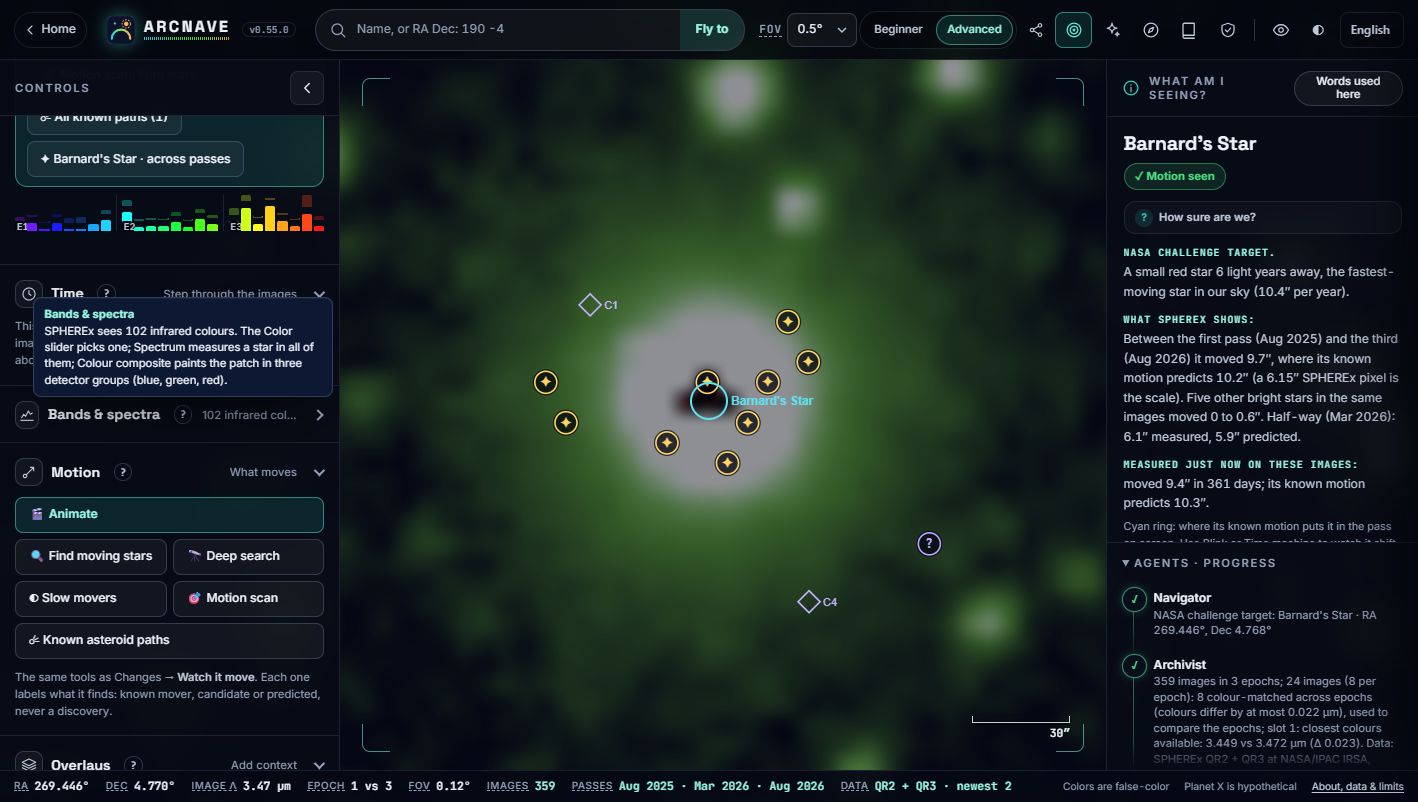 Home
ARCNAVE
v0.55.0
Name, or RA Dec: 190 -4
Fly to
FOV
0.5°
Beginner
Advanced
English
CONTROLS
All known paths (1)
✦ Barnard's Star · across passes
E1
E2
E3
Time
?
Step through the images
Bands & spectra
SPHEREx sees 102 infrared colours. The Color
slider picks one; Spectrum measures a star in all of
them; Colour composite paints the patch in three
detector groups (blue, green, red).
Bands & spectra
?
102 infrared col...
Motion
?
What moves
Animate
Find moving stars
Deep search
Slow movers
Motion scan
Known asteroid paths
The same tools as Changes → Watch it move. Each one
labels what it finds: known mover, candidate or predicted,
never a discovery.
Overlays
?
Add context
C1
Barnard's Star
?
C4
30″
WHAT AM I
SEEING?
Words used
here
Barnard's Star
✓ Motion seen
?
How sure are we?
NASA CHALLENGE TARGET.
A small red star 6 light years away, the fastest-
moving star in our sky (10.4″ per year).
WHAT SPHEREX SHOWS:
Between the first pass (Aug 2025) and the third
(Aug 2026) it moved 9.7″, where its known
motion predicts 10.2″ (a 6.15″ SPHEREx pixel is
the scale). Five other bright stars in the same
images moved 0 to 0.6″. Half-way (Mar 2026):
6.1″ measured, 5.9″ predicted.
MEASURED JUST NOW ON THESE IMAGES:
moved 9.4″ in 361 days; its known motion
predicts 10.3″.
Cyan ring: where its known motion puts it in the pass
▾ AGENTS · PROGRESS
✓
Navigator
NASA challenge target: Barnard's Star · RA
269.446°, Dec 4.768°
✓
Archivist
359 images in 3 epochs; 24 images (8 per
epoch): 8 colour-matched across epochs
(colours differ by at most 0.022 µm), used to
compare the epochs; slot 1: closest colours
available: 3.449 vs 3.472 µm (Δ 0.023). Data:
SPHEREx QR2 + QR3 at NASA/IPAC IRSA,
RA 269.446°
DEC 4.770°
IMAGE Λ 3.47 µm
EPOCH 1 vs 3
FOV 0.12°
IMAGES 359
PASSES Aug 2025 · Mar 2026 · Aug 2026
DATA QR2 + QR3 · newest 2
Colors are false-color
Planet X is hypothetical
About, data & limits